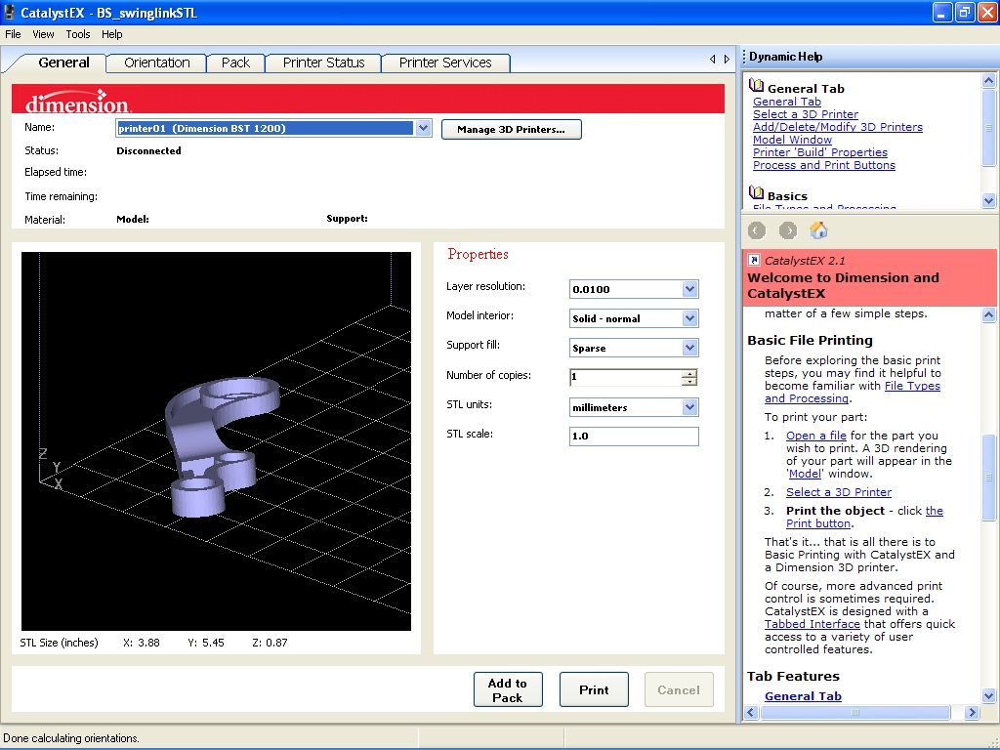 CatalystEX - BS_swinglinkSTL
File View Tools Help
General Orientation Pack Printer Status Printer Services
dimension
Name: printer01 (Dimension BST 1200) Manage 3D Printers...
Status: Disconnected
Elapsed time:
Time remaining:
Material: Model: Support:
Z
Y
X
STL Size (inches) X: 3.88 Y: 5.45 Z: 0.87
Properties
Layer resolution: 0.0100
Model interior: Solid - normal
Support fill: Sparse
Number of copies: 1
STL units: millimeters
STL scale: 1.0
Add to
Pack
Print
Cancel
Dynamic Help
General Tab
General Tab
Select a 3D Printer
Add/Delete/Modify 3D Printers
Model Window
Printer 'Build' Properties
Process and Print Buttons
Basics
File Types and Processing
CatalystEX 2.1
Welcome to Dimension and
CatalystEX
matter of a few simple steps.
Basic File Printing
Before exploring the basic print
steps, you may find it helpful to
become familiar with File Types
and Processing.
To print your part:
1. Open a file for the part you
wish to print. A 3D rendering
of your part will appear in the
'Model' window.
2. Select a 3D Printer
3. Print the object - click the
Print button.
That's it... that is all there is to
Basic Printing with CatalystEX and
a Dimension 3D printer.
Of course, more advanced print
control is sometimes required.
CatalystEX is designed with a
Tabbed Interface that offers quick
access to a variety of user
controlled features.
Tab Features
General Tab
Done calculating orientations.